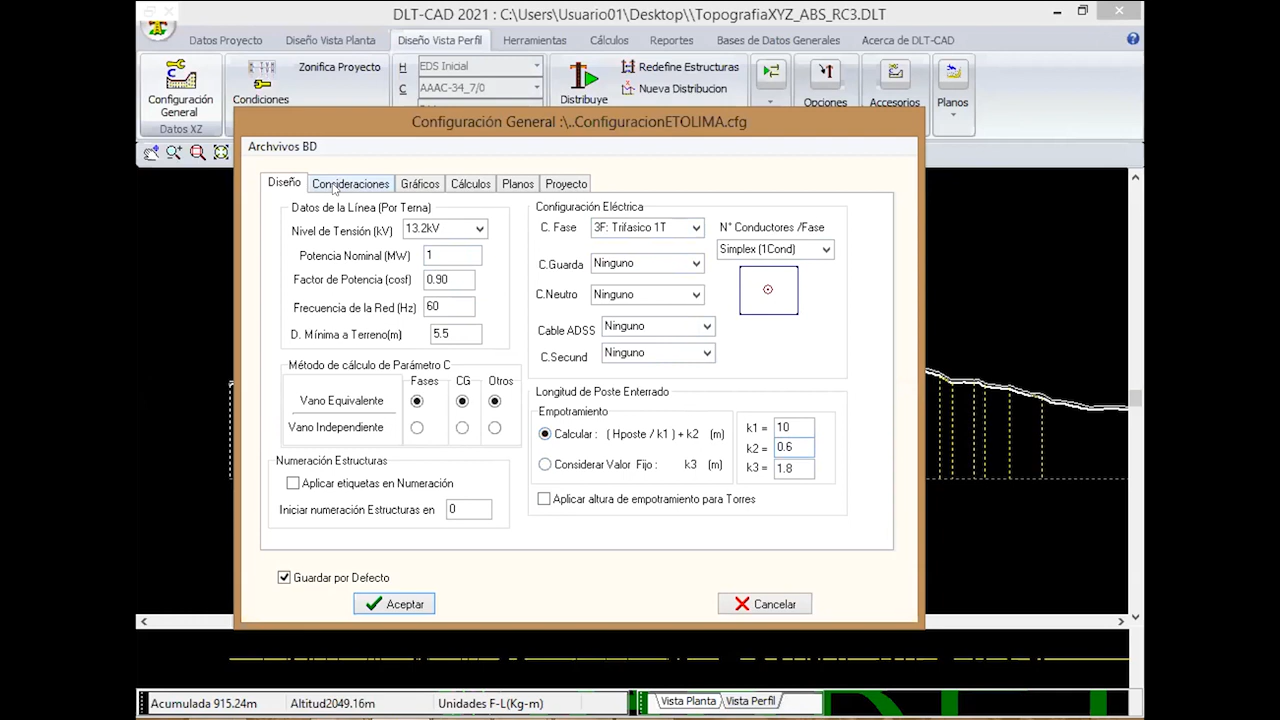 DLT-CAD 2021 : C:\Users\Usuario01\Desktop\\TopografiaXYZ_ABS_RC3.DLT
Datos Proyecto Diseño Vista Planta Diseño Vista Perfil Herramientas Cálculos Reportes Bases de Datos Generales Acerca de DLT-CAD
Configuración General
Datos XZ
Condiciones
Zonifica Proyecto
H EDS Inicial
C AAAC-34_7/0
Distribuye
Redefine Estructuras
Nueva Distribucion
Opciones
Accesorios
Planos
Configuración General :\..ConfiguracionETOLIMA.cfg
Archivos BD
Diseño Consideraciones Gráficos Cálculos Planos Proyecto
Datos de la Línea (Por Terna)
Nivel de Tensión (kV) 13.2kV
Potencia Nominal (MW) 1
Factor de Potencia (cosf) 0.90
Frecuencia de la Red (Hz) 60
D. Mínima a Terreno(m) 5.5
Método de cálculo de Parámetro C
Fases CG Otros
Vano Equivalente
Vano Independiente
Numeración Estructuras
Aplicar etiquetas en Numeración
Iniciar numeración Estructuras en 0
Configuración Eléctrica
C. Fase 3F: Trifasico 1T
N° Conductores /Fase
Simplex (1Cond)
C.Guarda Ninguno
C.Neutro Ninguno
Cable ADSS Ninguno
C.Secund Ninguno
Longitud de Poste Enterrado
Empotramiento
Calcular : ( Hposte / k1 ) + k2 (m)
Considerar Valor Fijo : k3 (m)
k1 = 10
k2 = 0.6
k3 = 1.8
Aplicar altura de empotramiento para Torres
Guardar por Defecto
Aceptar
Cancelar
Acumulada 915.24m Altitud2049.16m Unidades F-L(Kg-m) Vista Planta Vista Perfil